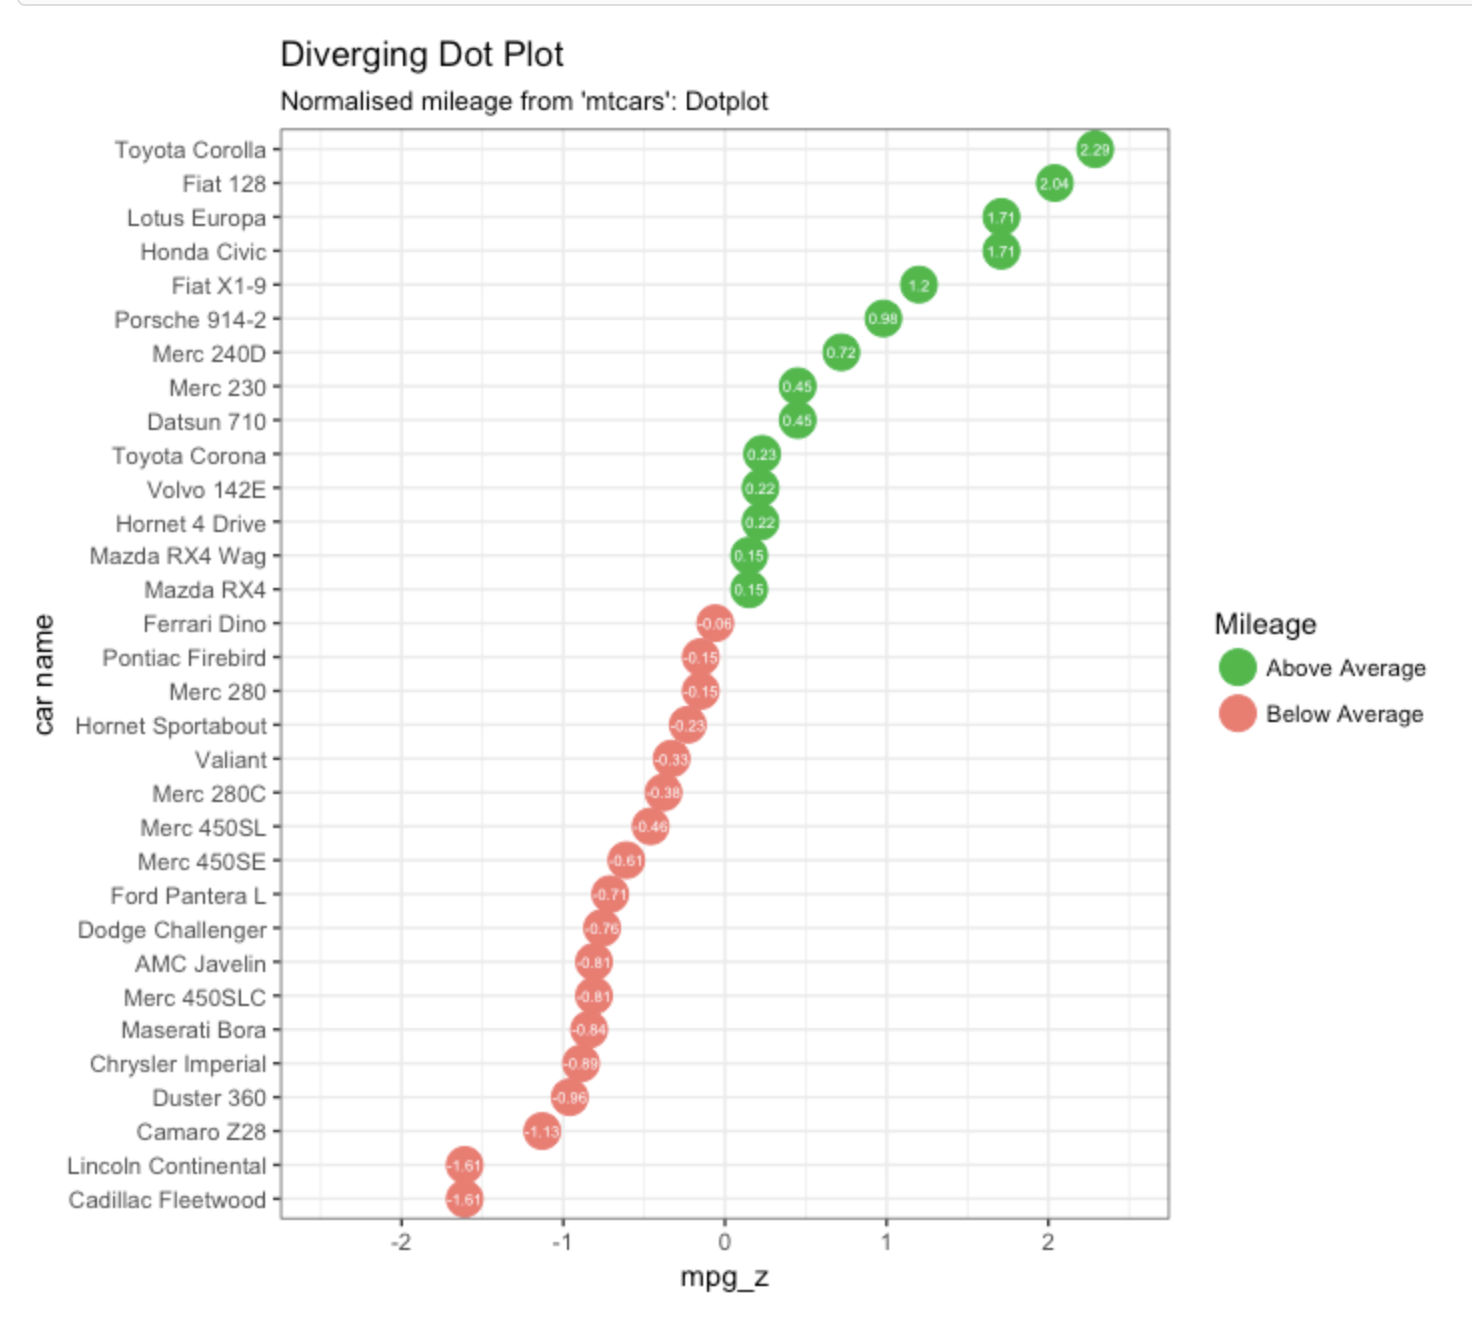 Diverging Dot Plot
Normalised mileage from 'mtcars': Dotplot
Toyota Corolla 2.29
Fiat 128 2.04
Lotus Europa 1.71
Honda Civic 1.71
Fiat X1-9 1.2
Porsche 914-2 0.98
Merc 240D 0.72
Merc 230 0.45
Datsun 710 0.45
Toyota Corona 0.23
Volvo 142E 0.22
Hornet 4 Drive 0.22
Mazda RX4 Wag 0.15
Mazda RX4 0.15
Ferrari Dino -0.06
Pontiac Firebird -0.15
Merc 280 -0.15
Hornet Sportabout -0.23
Valiant -0.33
Merc 280C -0.38
Merc 450SL -0.46
Merc 450SE -0.61
Ford Pantera L -0.71
Dodge Challenger -0.76
AMC Javelin -0.81
Merc 450SLC -0.81
Maserati Bora -0.84
Chrysler Imperial -0.89
Duster 360 -0.96
Camaro Z28 -1.13
Lincoln Continental -1.61
Cadillac Fleetwood -1.61
car name
-2 -1 0 1 2
mpg_z
Mileage
Above Average
Below Average